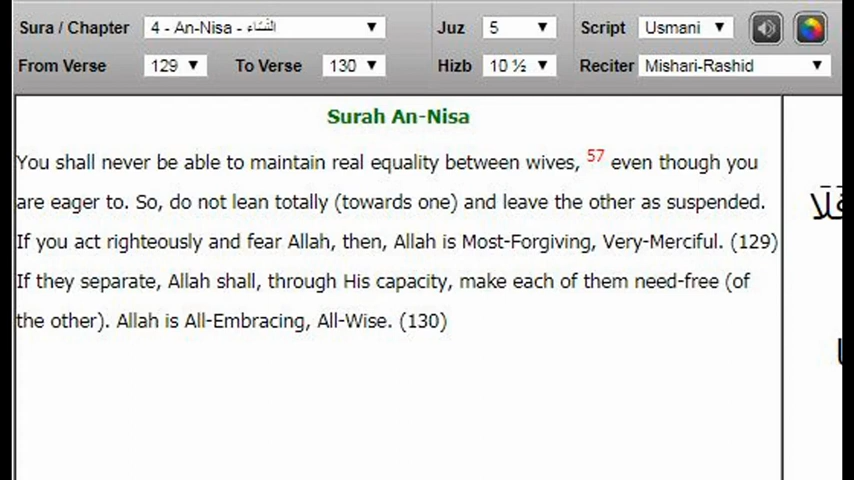 Sura / Chapter 4 - An-Nisa - النِّسَاء Juz 5 Script Usmani
From Verse 129 To Verse 130 Hizb 10 ½ Reciter Mishari-Rashid
Surah An-Nisa
You shall never be able to maintain real equality between wives, 57 even though you
are eager to. So, do not lean totally (towards one) and leave the other as suspended.
If you act righteously and fear Allah, then, Allah is Most-Forgiving, Very-Merciful. (129)
If they separate, Allah shall, through His capacity, make each of them need-free (of
the other). Allah is All-Embracing, All-Wise. (130)